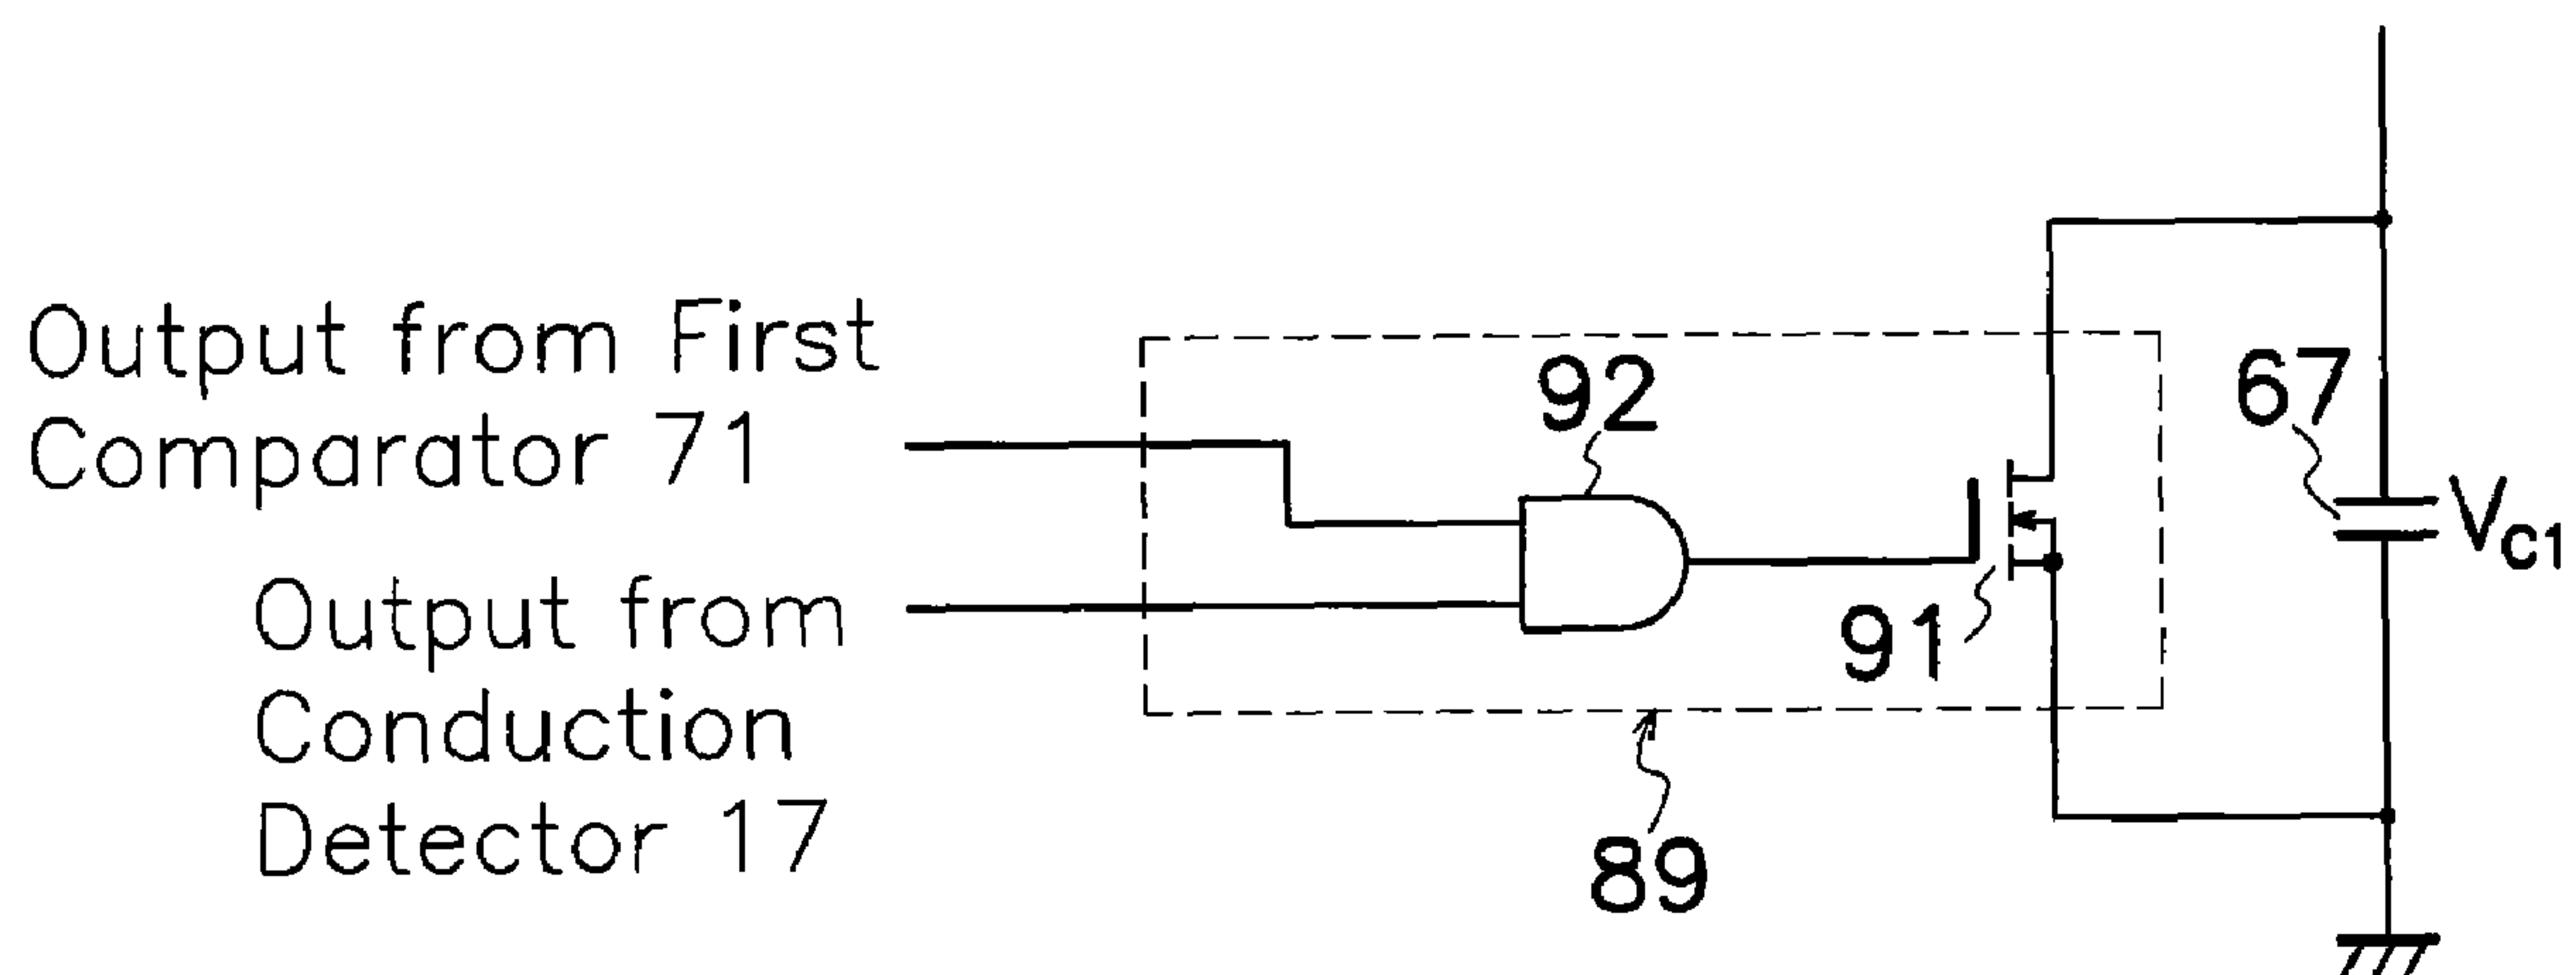 Output from First
Comparator 71
Output from
Conduction
Detector 17
92
91
89
67
VC1